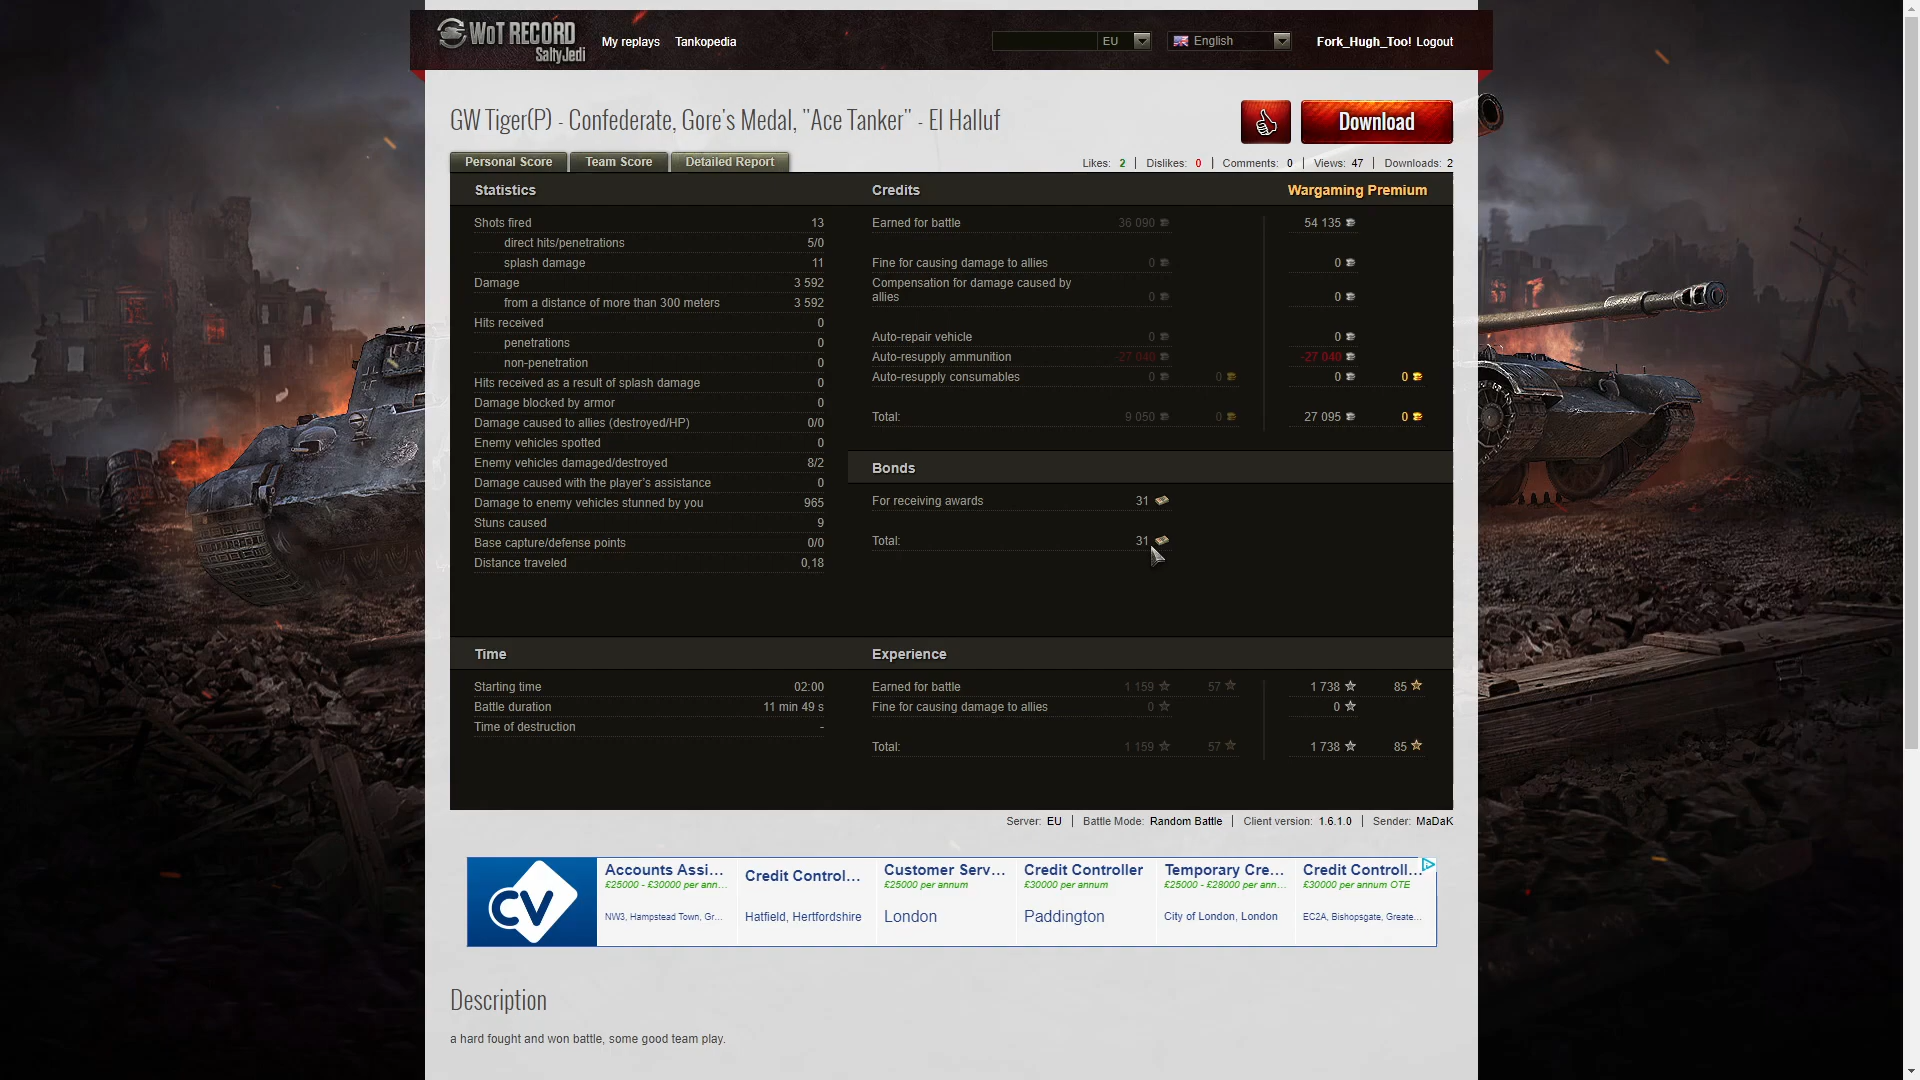 WoT RECORD
SaltyJedi
My replays
Tankopedia
EU
English
Fork_Hugh_Too! Logout
GW Tiger(P) - Confederate, Gore's Medal, "Ace Tanker" - El Halluf
Download
Personal Score
Team Score
Detailed Report
Likes: 2 | Dislikes: 0 | Comments: 0 | Views: 47 | Downloads: 2
Statistics
Shots fired 13
direct hits/penetrations 5/0
splash damage 11
Damage 3 592
from a distance of more than 300 meters 3 592
Hits received 0
penetrations 0
non-penetration 0
Hits received as a result of splash damage 0
Damage blocked by armor 0
Damage caused to allies (destroyed/HP) 0/0
Enemy vehicles spotted 0
Enemy vehicles damaged/destroyed 8/2
Damage caused with the player's assistance 0
Damage to enemy vehicles stunned by you 965
Stuns caused 9
Base capture/defense points 0/0
Distance traveled 0,18
Credits
Wargaming Premium
Earned for battle 36 090 54 135
Fine for causing damage to allies 0 0
Compensation for damage caused by
allies 0 0
Auto-repair vehicle 0 0
Auto-resupply ammunition -27 040 -27 040
Auto-resupply consumables 0 0 0 0
Total: 9 050 0 27 095 0
Bonds
For receiving awards 31
Total: 31
Time
Starting time 02:00
Battle duration 11 min 49 s
Time of destruction -
Experience
Earned for battle 1 159 57 1 738 85
Fine for causing damage to allies 0 0
Total: 1 159 57 1 738 85
Server: EU | Battle Mode: Random Battle | Client version: 1.6.1.0 | Sender: MaDaK
CV
Accounts Assi...
£25000 - £30000 per ann...
NW3, Hampstead Town, Gr...
Credit Control...
Hatfield, Hertfordshire
Customer Serv...
£25000 per annum
London
Credit Controller
£30000 per annum
Paddington
Temporary Cre...
£25000 - £28000 per ann...
City of London, London
Credit Controll...
£30000 per annum OTE
EC2A, Bishopsgate, Greate...
Description
a hard fought and won battle, some good team play.